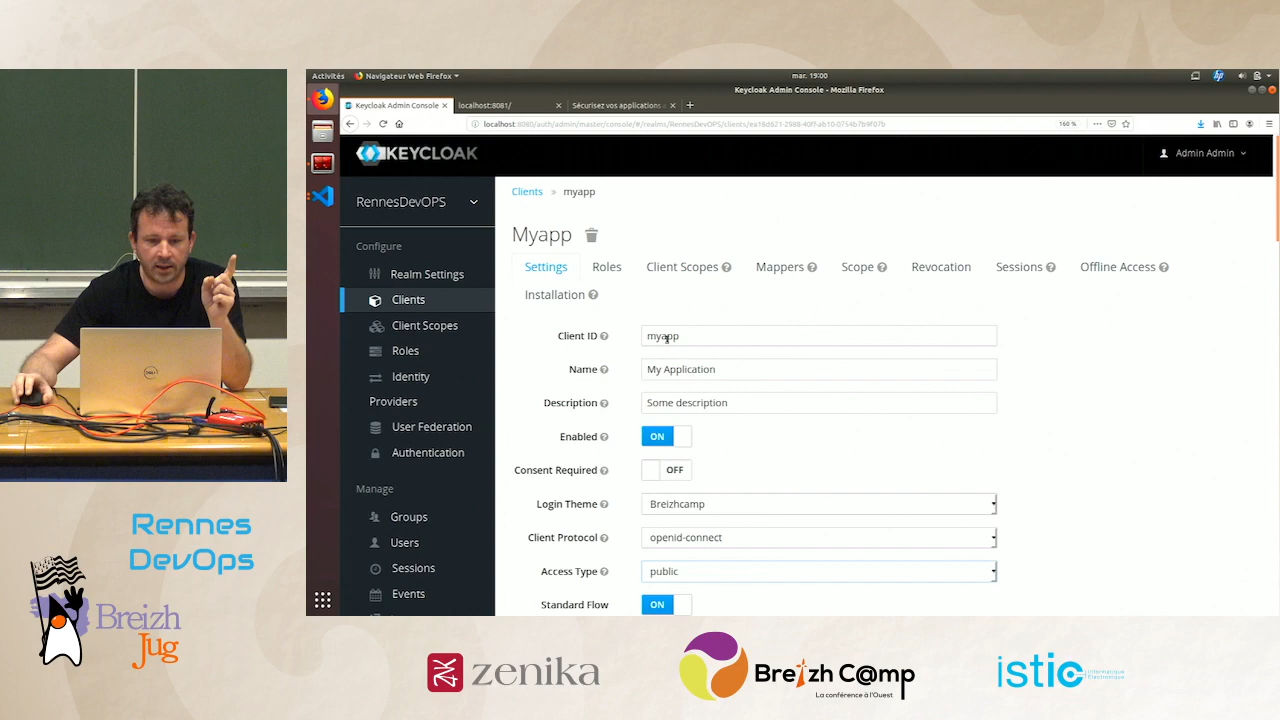 Activités Navigateur Web Firefox mar. 19:00
Keycloak Admin Console - Mozilla Firefox
Keycloak Admin Console localhost:8081/ Sécurisez vos applications
160 %
KEYCLOAK Admin Admin
RennesDevOPS
Configure
Realm Settings
Clients
Client Scopes
Roles
Identity
Providers
User Federation
Authentication
Manage
Groups
Users
Sessions
Events
Clients » myapp
Myapp
Settings Roles Client Scopes Mappers Scope Revocation Sessions Offline Access
Installation
Client ID myapp
Name My Application
Description Some description
Enabled ON
Consent Required OFF
Login Theme Breizhcamp
Client Protocol openid-connect
Access Type public
Standard Flow ON
DELL
Rennes
DevOps
Breizh
Jug
zenika
Breizh C@mp
La conférence à l'Ouest
istic
Informatique
Électronique